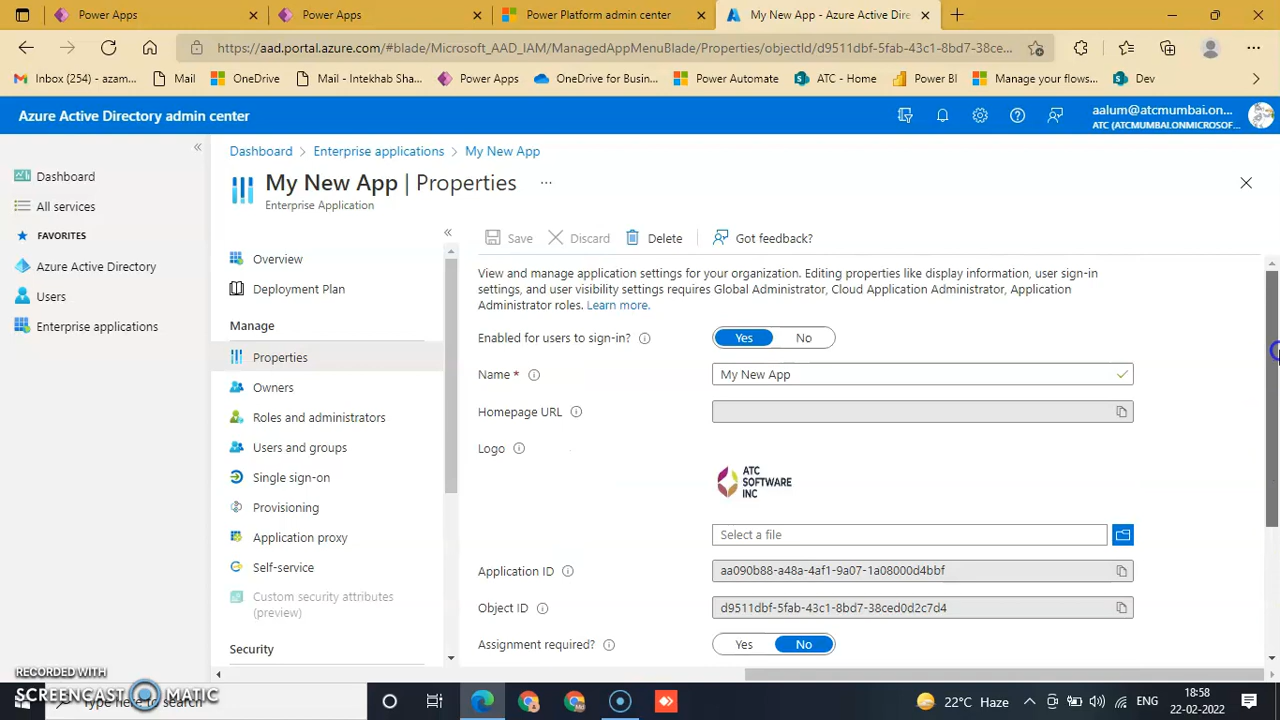 Power Apps
Power Apps
Power Platform admin center
My New App - Azure Active Dire
https://aad.portal.azure.com/#blade/Microsoft_AAD_IAM/ManagedAppMenuBlade/Properties/objectId/d9511dbf-5fab-43c1-8bd7-38ce...
Inbox (254) - azam...
Mail
OneDrive
Mail - Intekhab Sha...
Power Apps
OneDrive for Busin...
Power Automate
ATC - Home
Power BI
Manage your flows...
Dev
Azure Active Directory admin center
aalum@atcmumbai.on...
ATC (ATCMUMBAI.ONMICROSOF...
Dashboard
All services
FAVORITES
Azure Active Directory
Users
Enterprise applications
Dashboard > Enterprise applications > My New App
My New App | Properties ...
Enterprise Application
Overview
Deployment Plan
Manage
Properties
Owners
Roles and administrators
Users and groups
Single sign-on
Provisioning
Application proxy
Self-service
Custom security attributes
(preview)
Security
Save
Discard
Delete
Got feedback?
View and manage application settings for your organization. Editing properties like display information, user sign-in
settings, and user visibility settings requires Global Administrator, Cloud Application Administrator, Application
Administrator roles. Learn more.
Enabled for users to sign-in? Yes No
Name * My New App
Homepage URL
Logo
ATC
SOFTWARE
INC
Select a file
Application ID aa090b88-a48a-4af1-9a07-1a08000d4bbf
Object ID d9511dbf-5fab-43c1-8bd7-38ced0d2c7d4
Assignment required? Yes No
RECORDED WITH
SCREENCAST MATIC
Type here to search
22°C Haze
ENG
18:58
22-02-2022